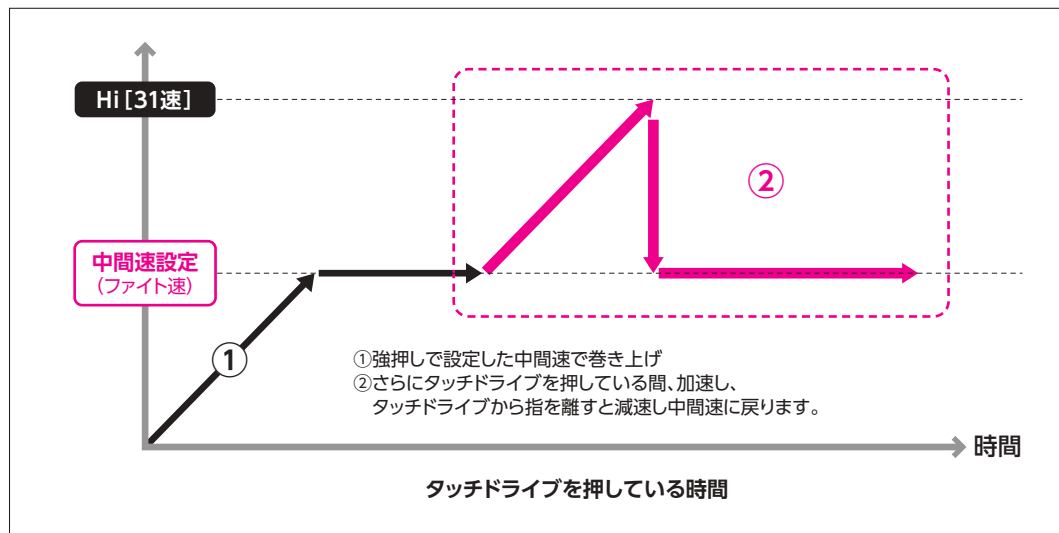 Hi［31速］
中間速設定
（ファイト速）
①
②
①強押しで設定した中間速で巻き上げ
②さらにタッチドライブを押している間、加速し、
タッチドライブから指を離すと減速し中間速に戻ります。
時間
タッチドライブを押している時間